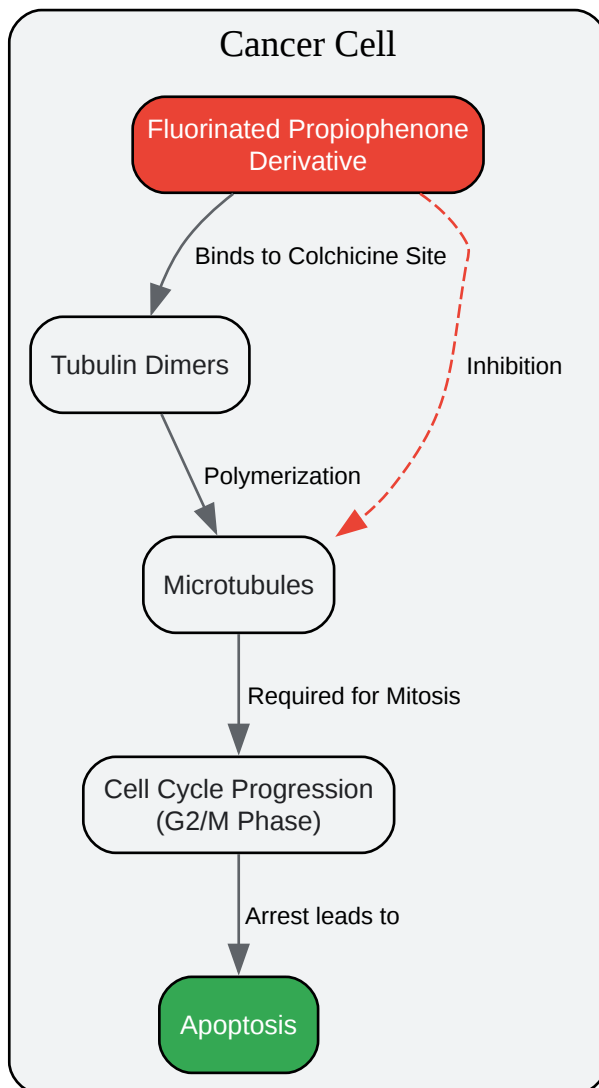 Cancer Cell
Fluorinated Propiophenone
Derivative
Binds to Colchicine Site
Tubulin Dimers
Inhibition
Polymerization
Microtubules
Required for Mitosis
Cell Cycle Progression
(G2/M Phase)
Arrest leads to
Apoptosis